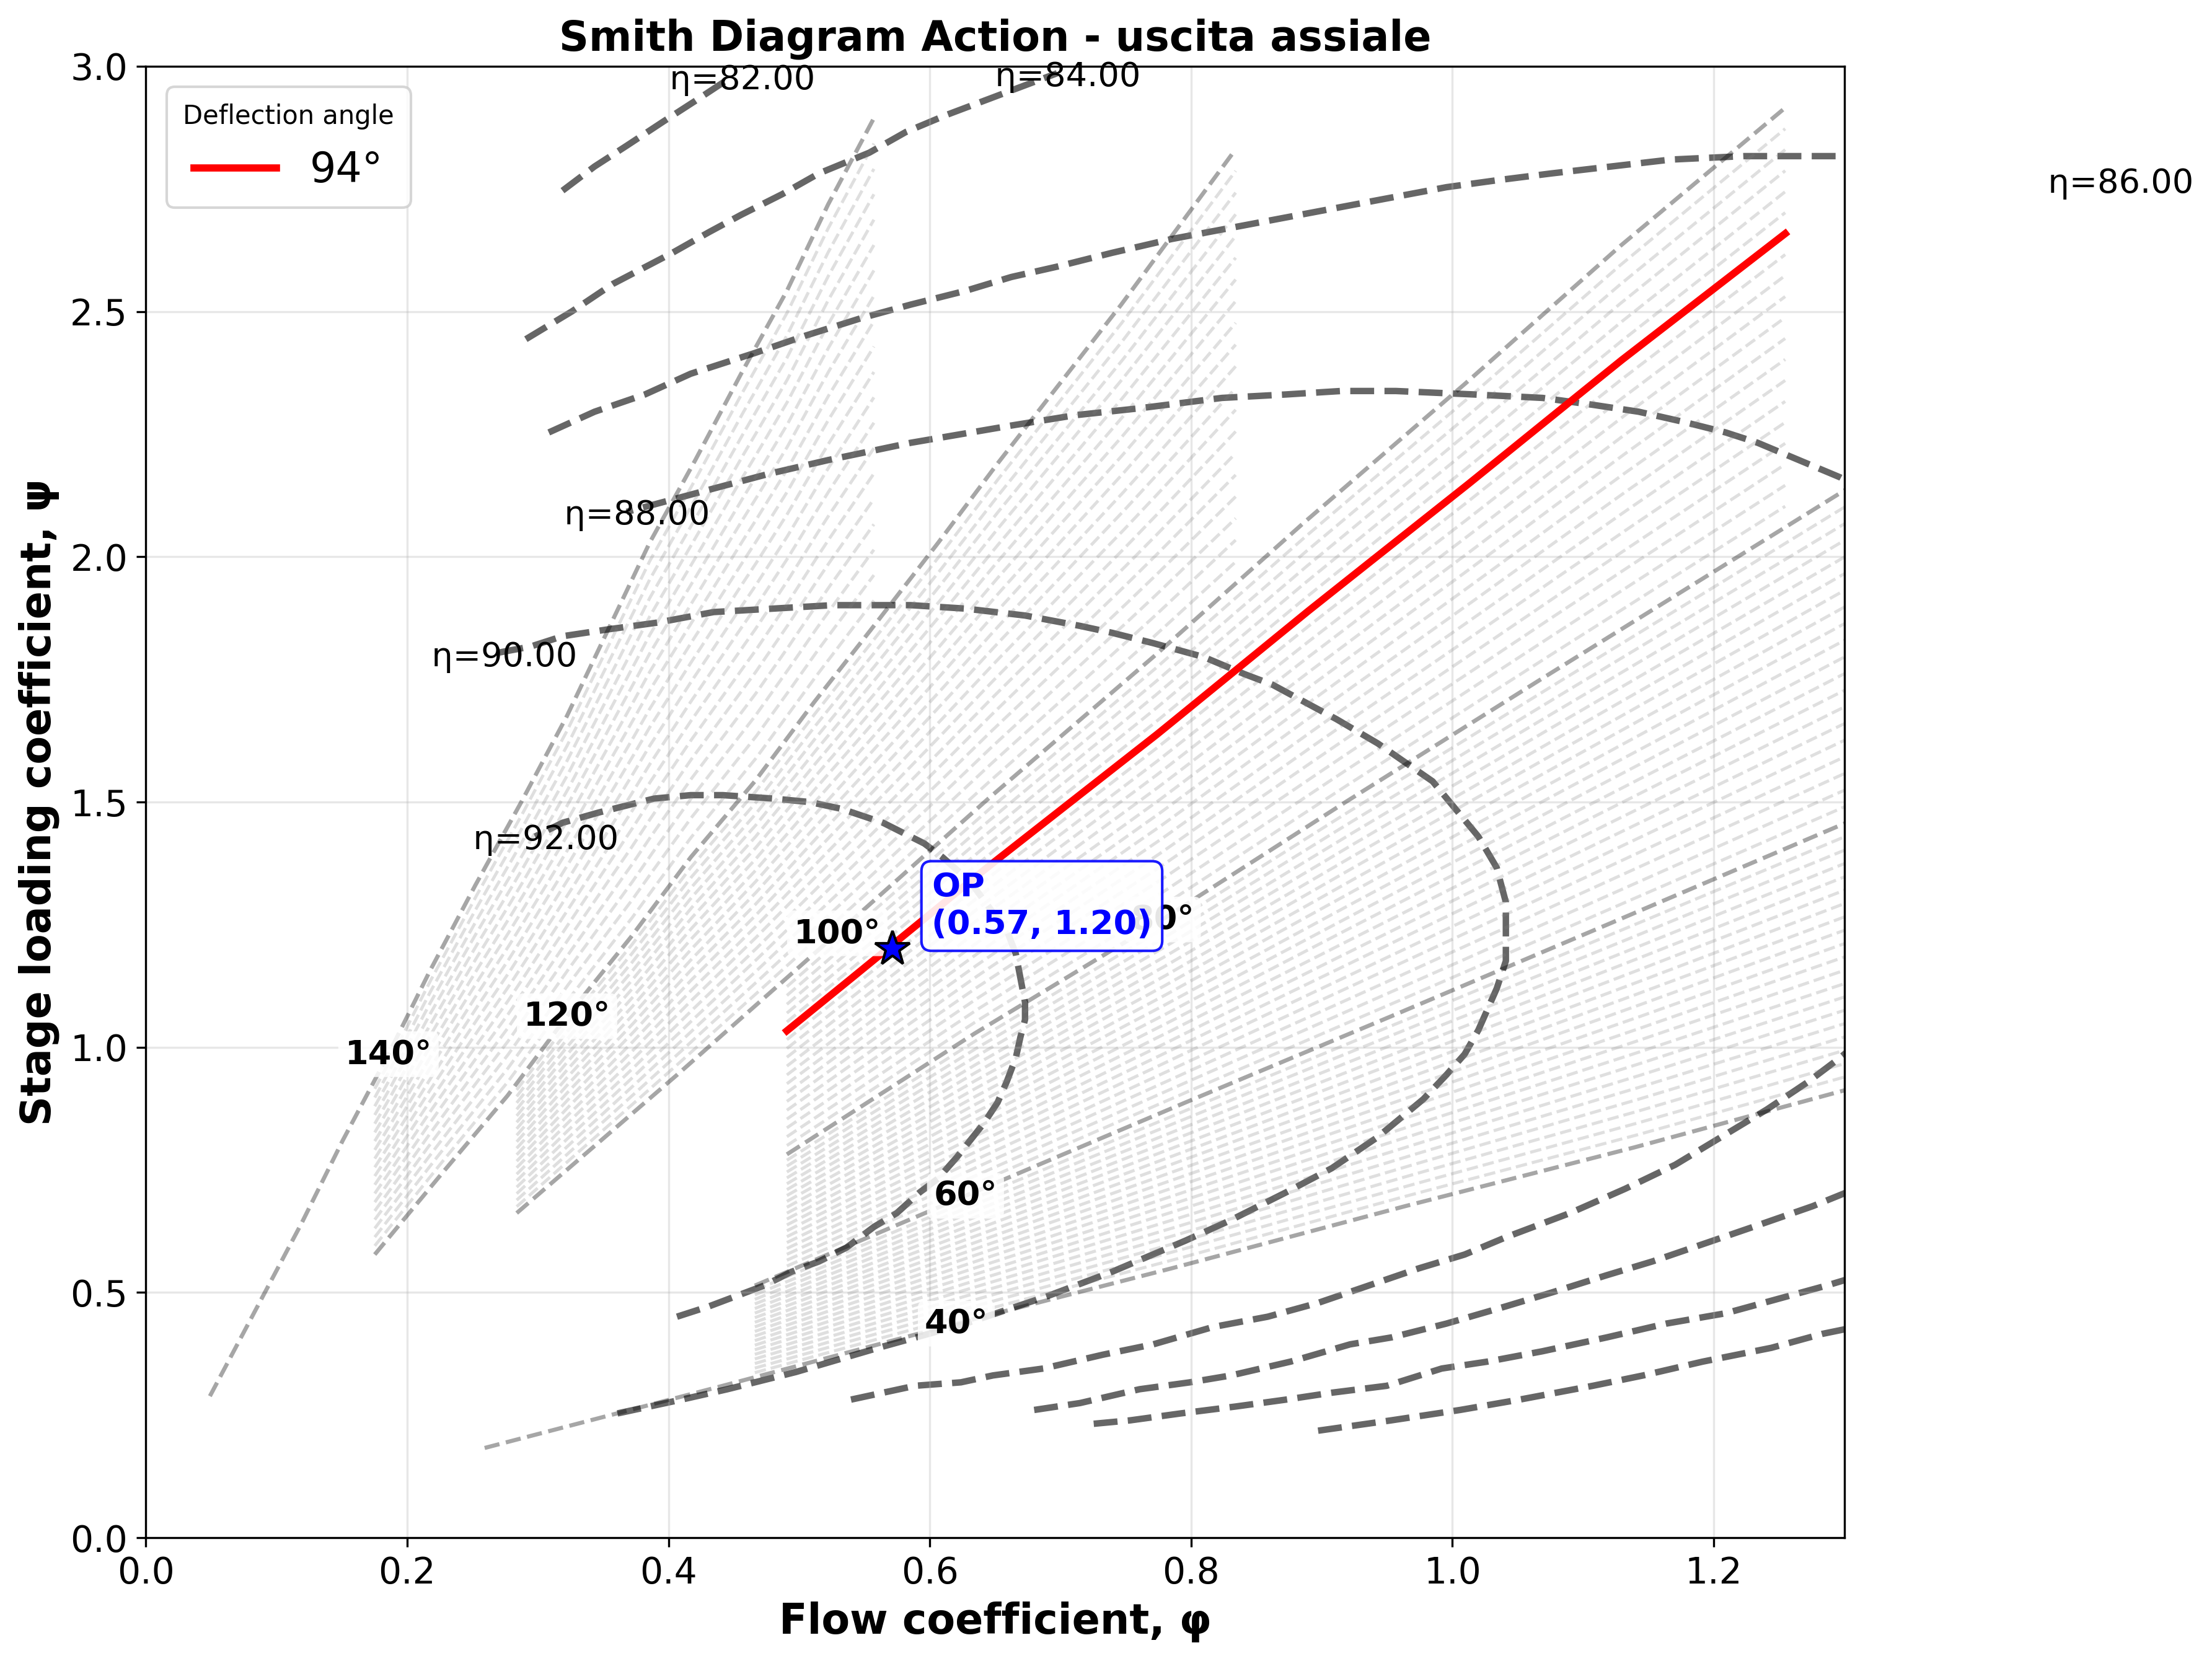 Smith Diagram Action - uscita assiale
Deflection angle
94°
η=82.00
η=84.00
η=86.00
η=88.00
η=90.00
η=92.00
OP
(0.57, 1.20)
100°
120°
140°
60°
40°
3.0
2.5
2.0
1.5
1.0
0.5
0.0
Stage loading coefficient, ψ
0.0
0.2
0.4
0.6
0.8
1.0
1.2
Flow coefficient, φ